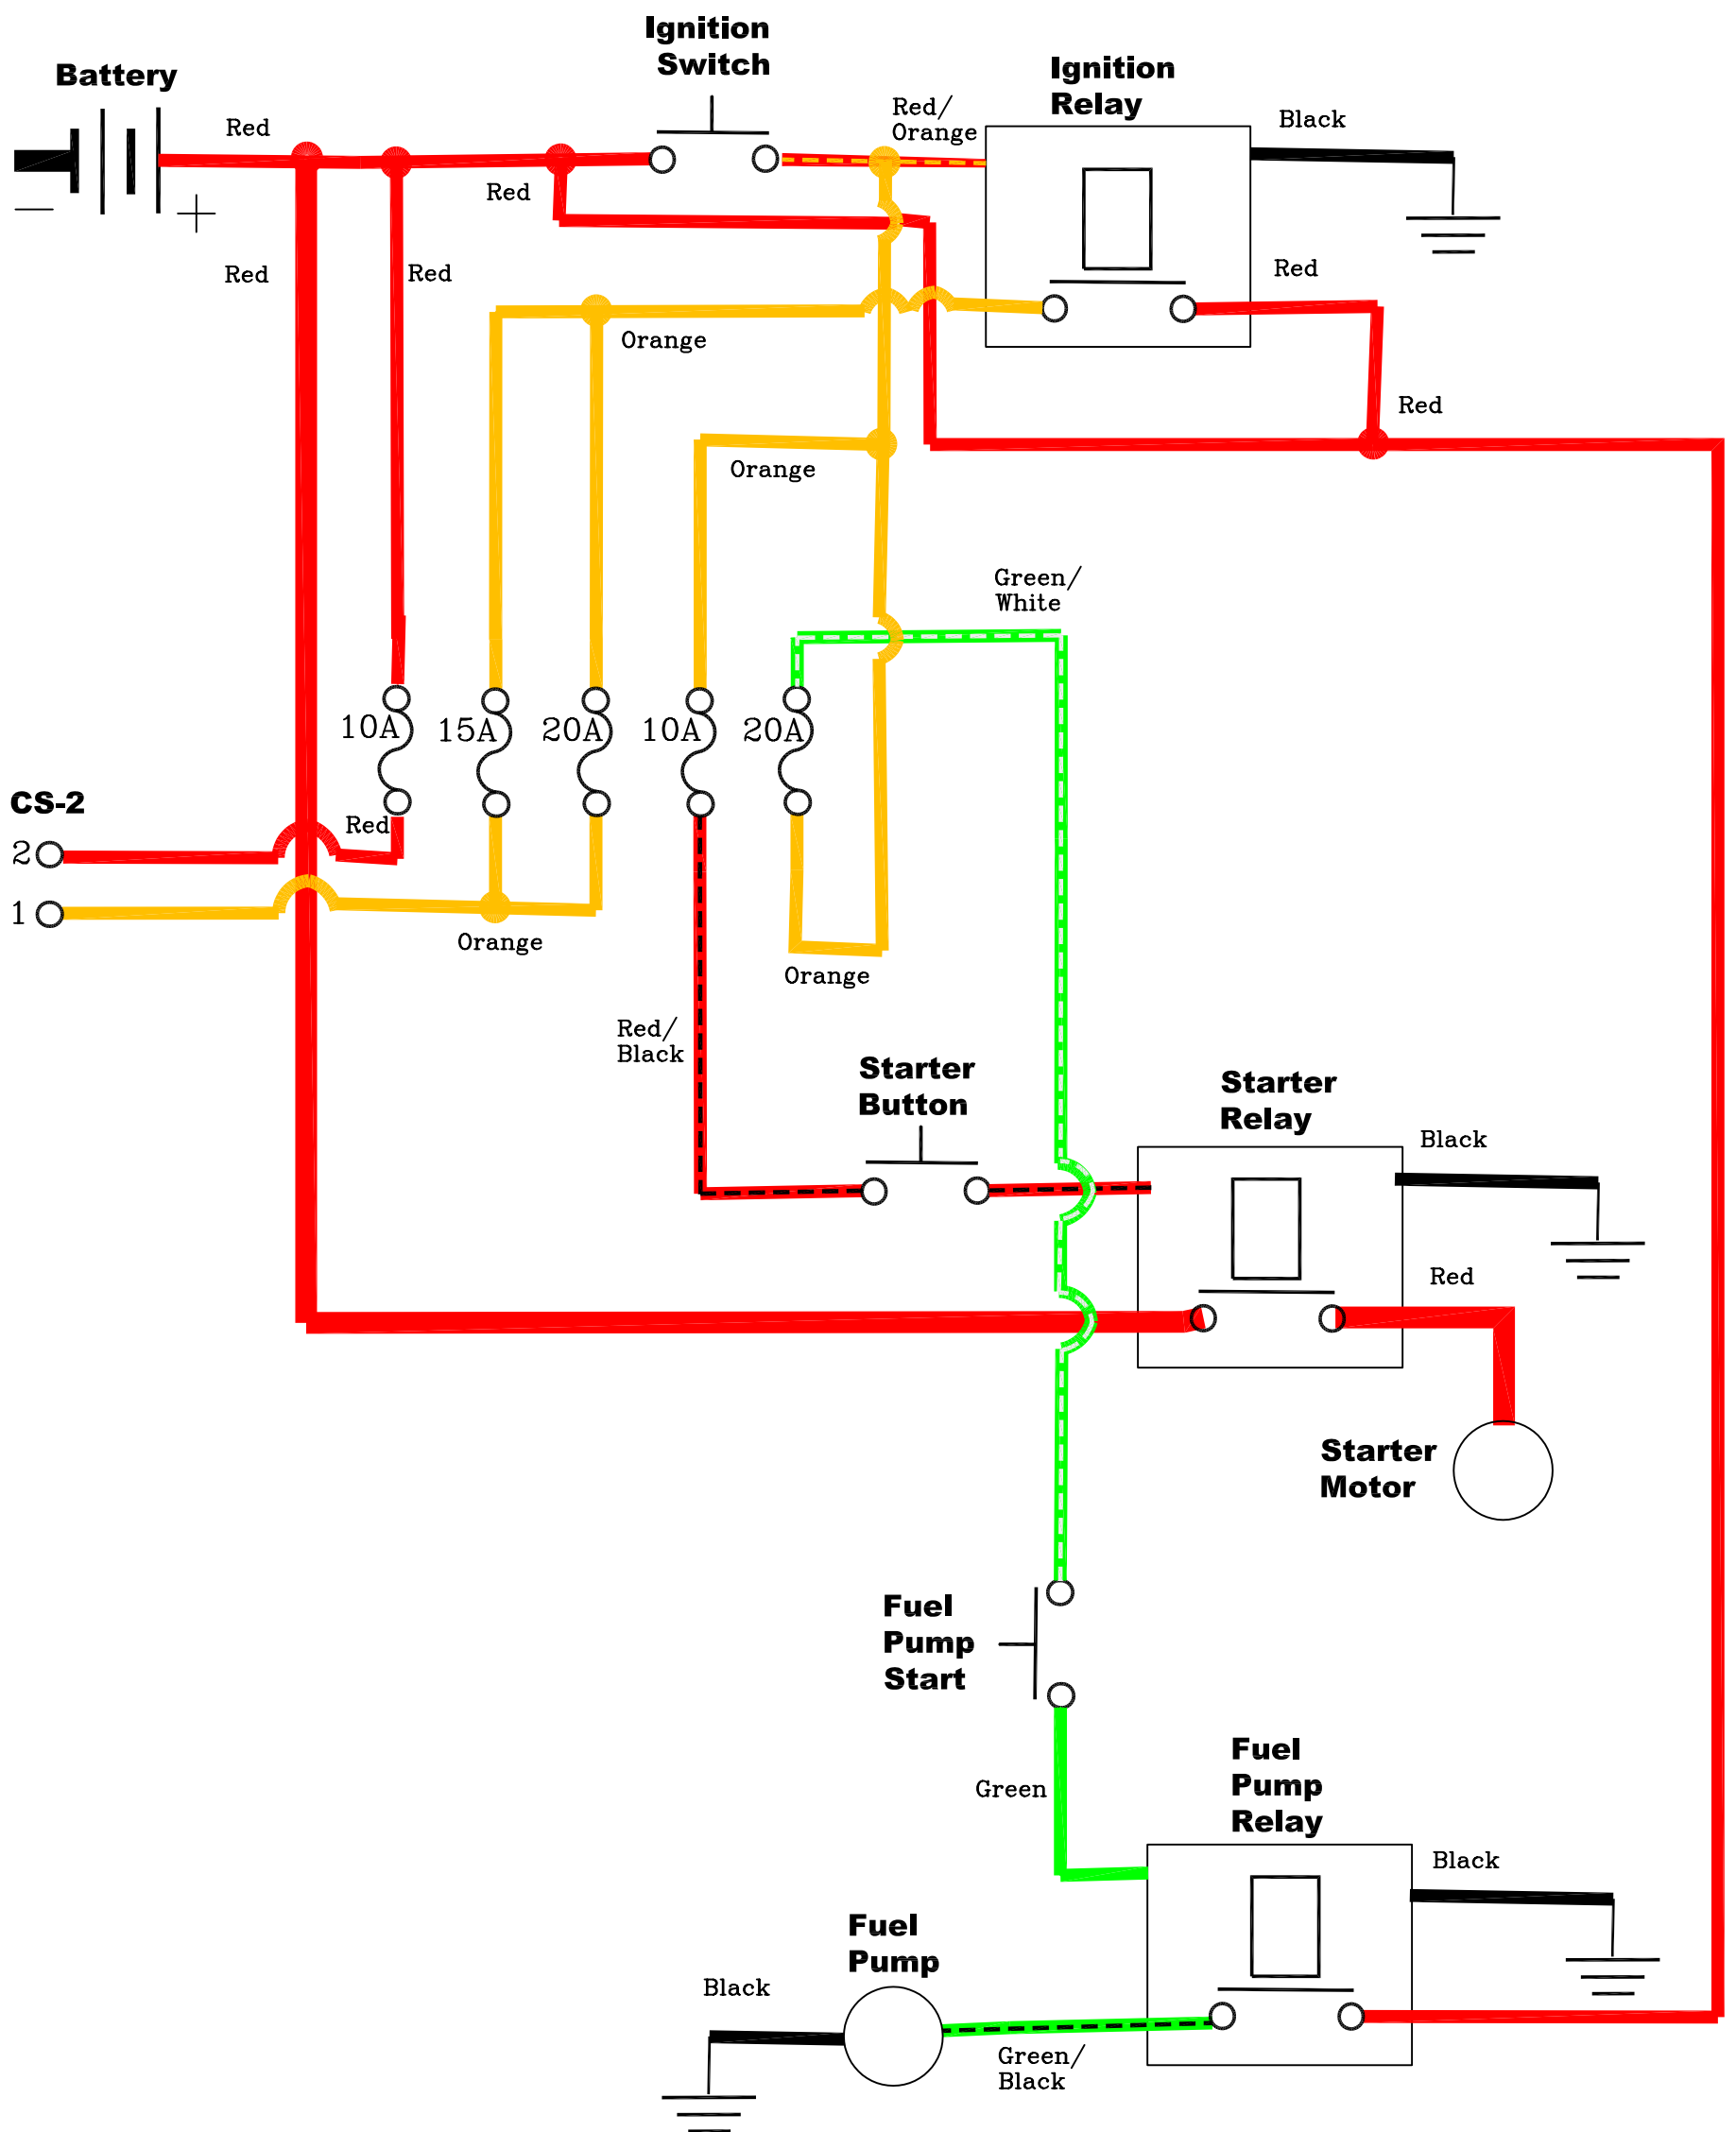 Ignition
Switch
Battery
Ignition
Relay
Red/
Orange
Black
Red
Red
Red
Red
Red
Orange
Red
Orange
Green/
White
10A
15A
20A
10A
20A
CS-2
Red
2
1
Orange
Orange
Red/
Black
Starter
Button
Starter
Relay
Black
Red
Starter
Motor
Fuel
Pump
Start
Green
Fuel
Pump
Relay
Black
Fuel
Pump
Black
Green/
Black